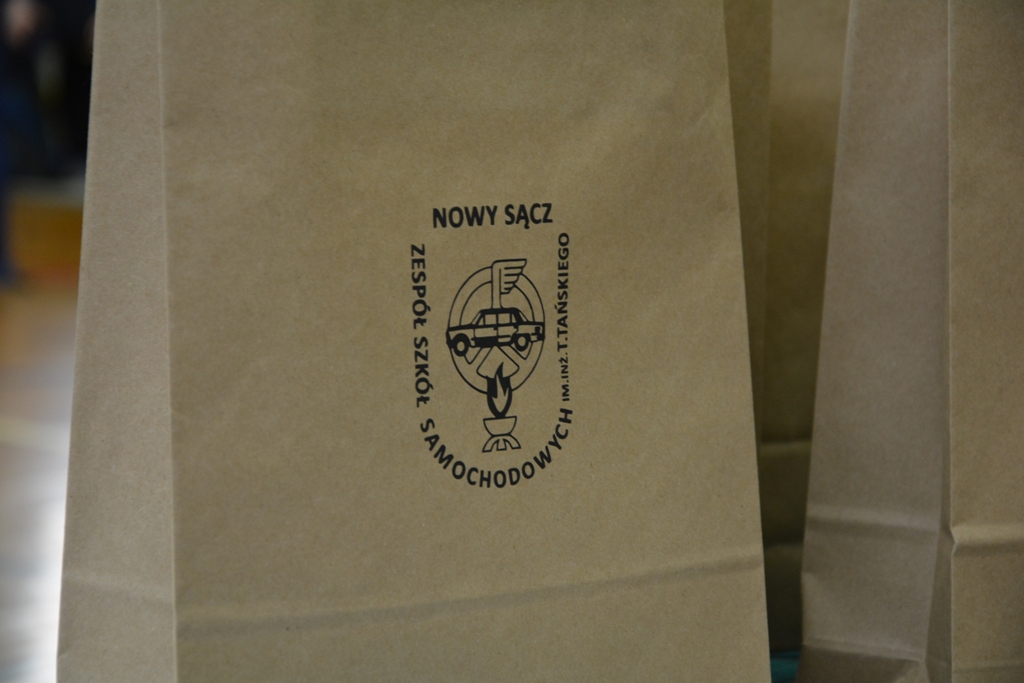 NOWY SĄCZ
ZESPÓŁ SZKÓŁ SAMOCHODOWYCH
IM.INŻ.T.TAŃSKIEGO